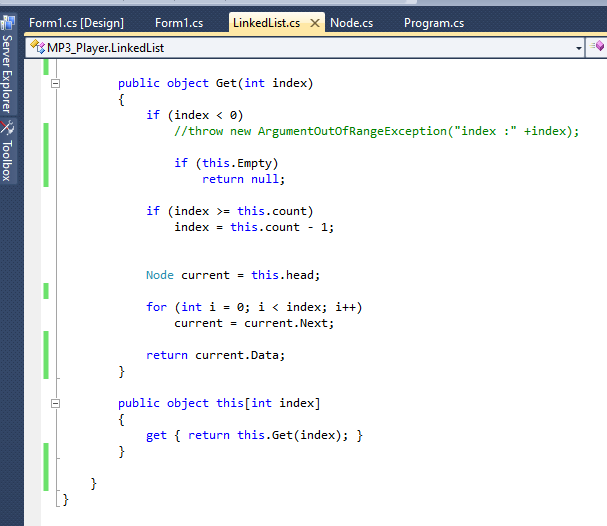 Form1.cs [Design] Form1.cs LinkedList.cs Node.cs Program.cs
MP3_Player.LinkedList
Server Explorer
Toolbox
public object Get(int index)
{
if (index < 0)
//throw new ArgumentOutOfRangeException("index :" +index);
if (this.Empty)
return null;
if (index >= this.count)
index = this.count - 1;
Node current = this.head;
for (int i = 0; i < index; i++)
current = current.Next;
return current.Data;
}
public object this[int index]
{
get { return this.Get(index); }
}
}
}